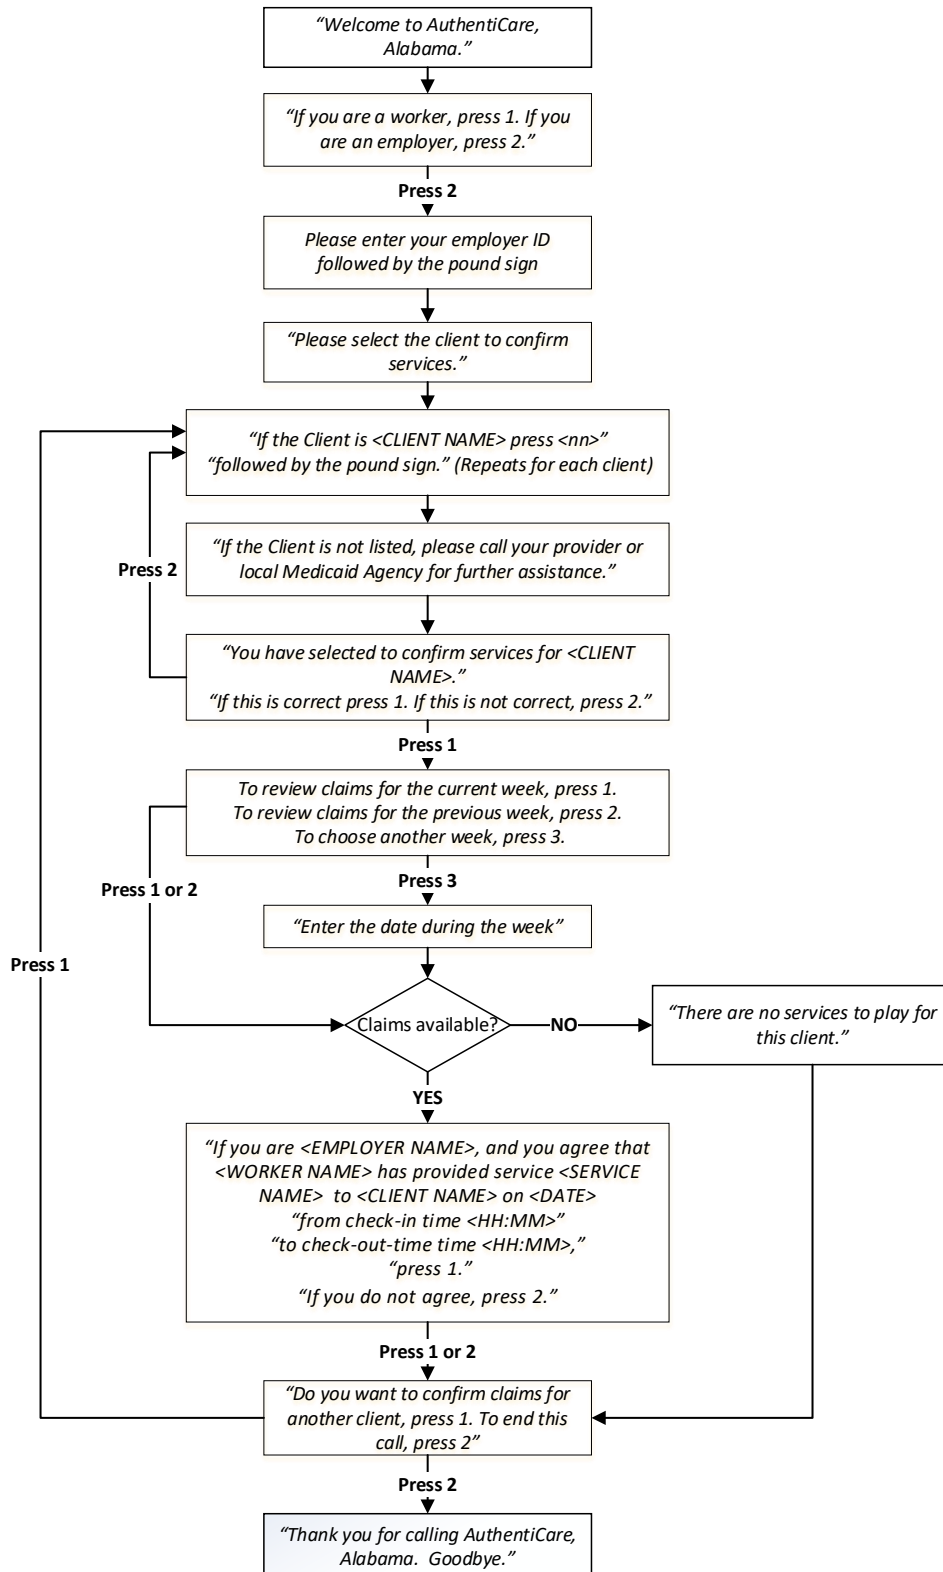 “Welcome to AuthentiCare,
Alabama.”
“If you are a worker, press 1. If you
are an employer, press 2.”
Press 2
Please enter your employer ID
followed by the pound sign
“Please select the client to confirm
services.”
“If the Client is <CLIENT NAME> press <nn>”
“followed by the pound sign.” (Repeats for each client)
“If the Client is not listed, please call your provider or
local Medicaid Agency for further assistance.”
Press 2
“You have selected to confirm services for <CLIENT
NAME>.”
“If this is correct press 1. If this is not correct, press 2.”
Press 1
To review claims for the current week, press 1.
To review claims for the previous week, press 2.
To choose another week, press 3.
Press 1 or 2
Press 3
“Enter the date during the week”
Press 1
Claims available?
NO
“There are no services to play for
this client.”
YES
“If you are <EMPLOYER NAME>, and you agree that
<WORKER NAME> has provided service <SERVICE
NAME> to <CLIENT NAME> on <DATE>
“from check-in time <HH:MM>”
“to check-out-time time <HH:MM>,”
“press 1.”
“If you do not agree, press 2.”
Press 1 or 2
“Do you want to confirm claims for
another client, press 1. To end this
call, press 2”
Press 2
“Thank you for calling AuthentiCare,
Alabama. Goodbye.”